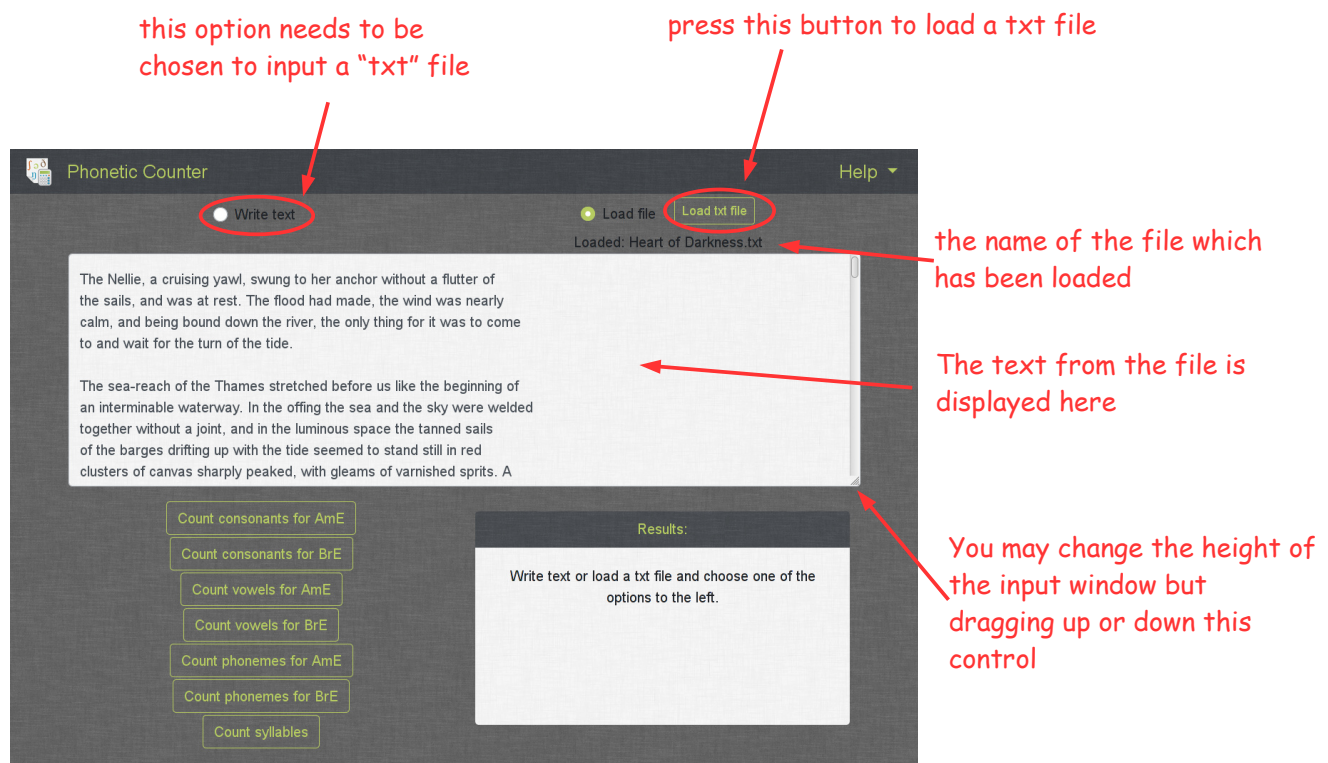 this option needs to be
chosen to input a “txt” file
press this button to load a txt file
Phonetic Counter
Help
Write text
Load file
Load txt file
Loaded: Heart of Darkness.txt
the name of the file which
has been loaded
The Nellie, a cruising yawl, swung to her anchor without a flutter of
the sails, and was at rest. The flood had made, the wind was nearly
calm, and being bound down the river, the only thing for it was to come
to and wait for the turn of the tide.
The sea-reach of the Thames stretched before us like the beginning of
an interminable waterway. In the offing the sea and the sky were welded
together without a joint, and in the luminous space the tanned sails
of the barges drifting up with the tide seemed to stand still in red
clusters of canvas sharply peaked, with gleams of varnished sprits. A
The text from the file is
displayed here
Count consonants for AmE
Count consonants for BrE
Count vowels for AmE
Count vowels for BrE
Count phonemes for AmE
Count phonemes for BrE
Count syllables
Results:
Write text or load a txt file and choose one of the
options to the left.
You may change the height of
the input window but
dragging up or down this
control